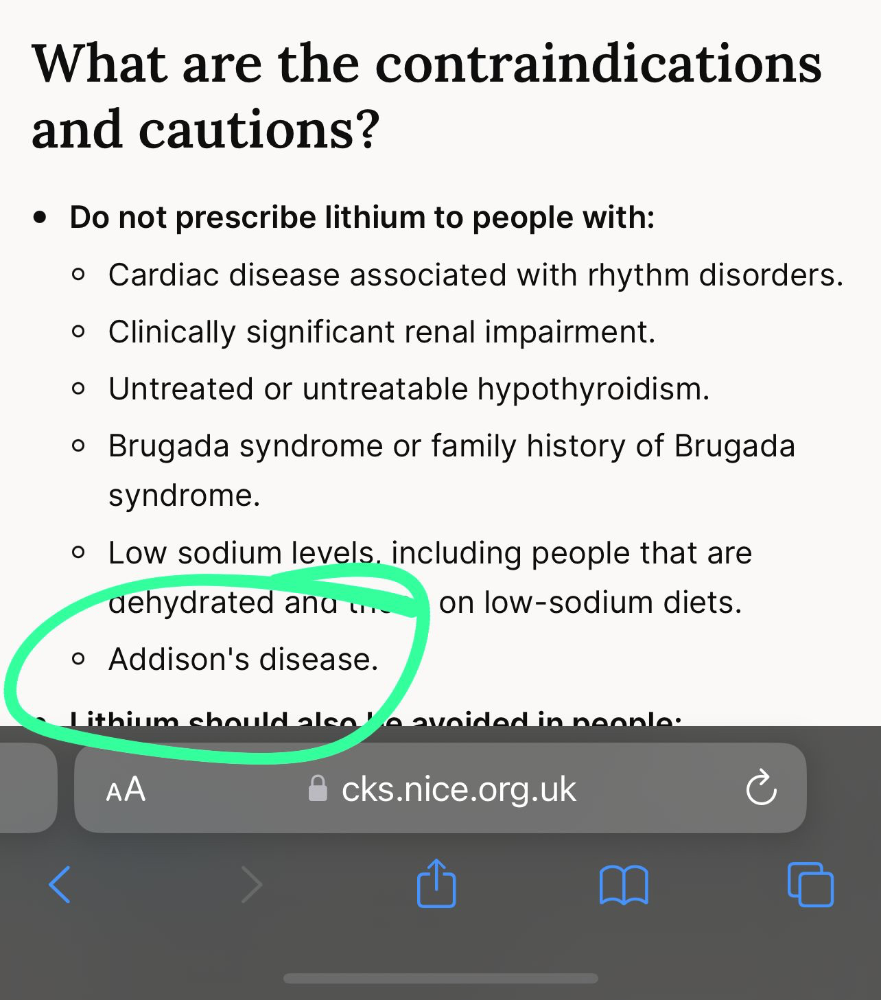 What are the contraindications
and cautions?
Do not prescribe lithium to people with:
Cardiac disease associated with rhythm disorders.
Clinically significant renal impairment.
Untreated or untreatable hypothyroidism.
Brugada syndrome or family history of Brugada
syndrome.
Low sodium levels, including people that are
dehydrated and on low-sodium diets.
Addison's disease.
Lithium should also be avoided in people:
AA cks.nice.org.uk